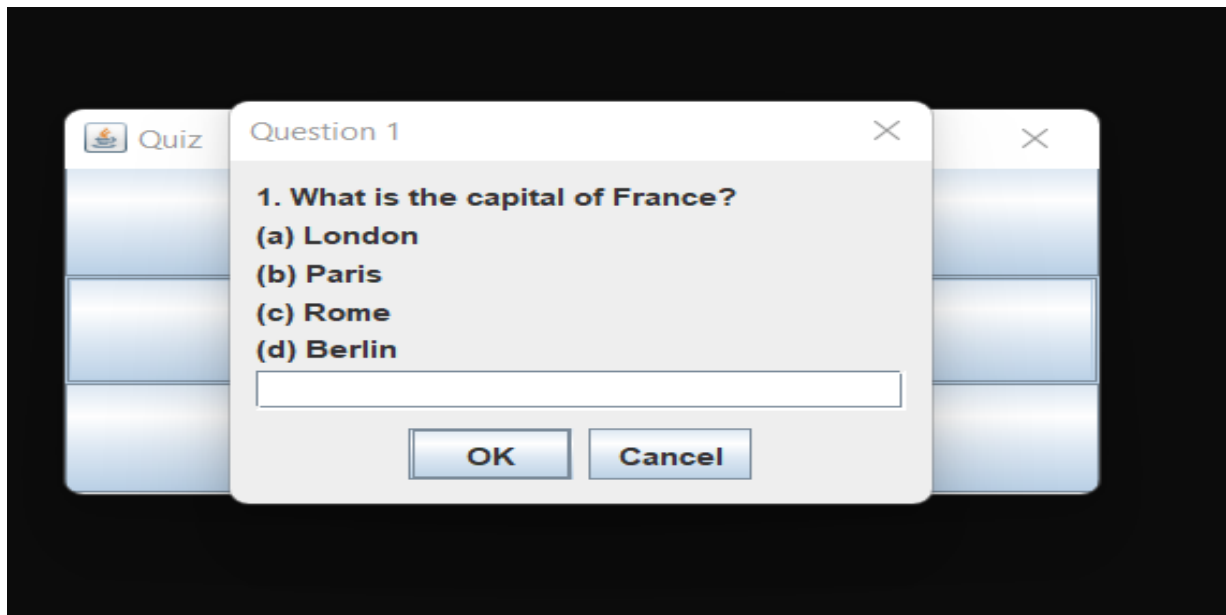 Quiz
Question 1
1. What is the capital of France?
(a) London
(b) Paris
(c) Rome
(d) Berlin
OK Cancel